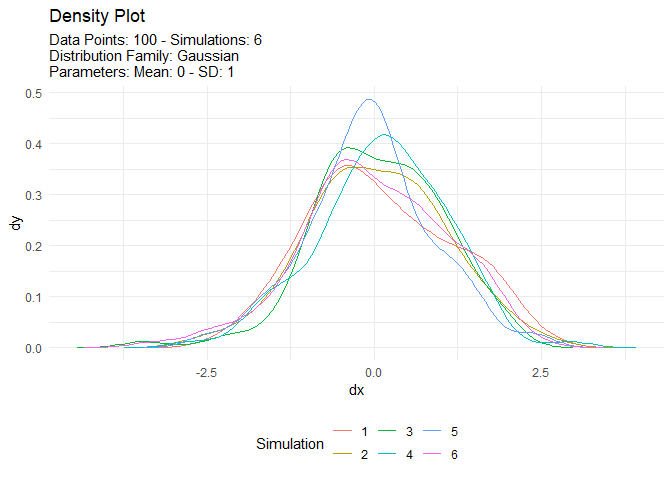 Density Plot
Data Points: 100 - Simulations: 6
Distribution Family: Gaussian
Parameters: Mean: 0 - SD: 1
0.5
0.4
0.3
0.2
0.1
0.0
dy
-2.5 0.0 2.5
dx
Simulation
1 3 5
2 4 6